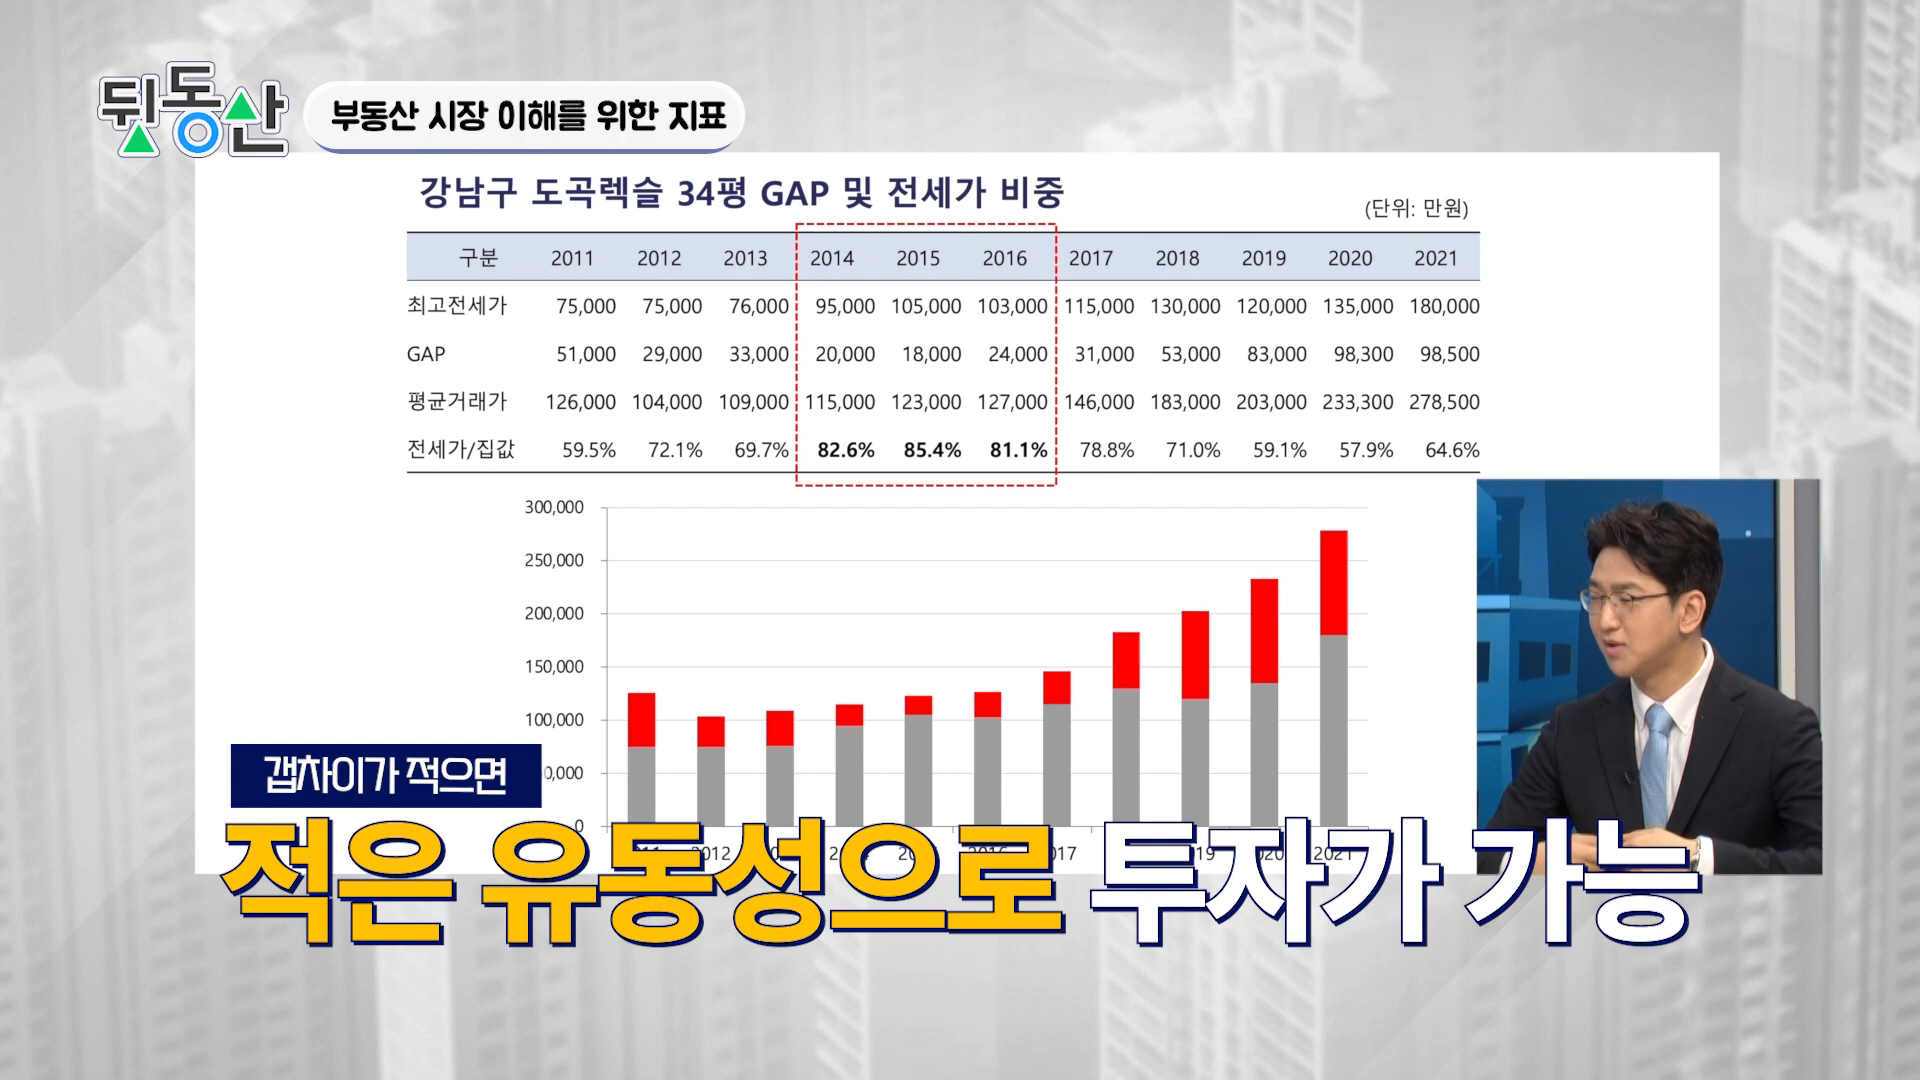 뒷동산
부동산 시장 이해를 위한 지표
강남구 도곡렉슬 34평 GAP 및 전세가 비중
(단위: 만원)
구분 2011 2012 2013 2014 2015 2016 2017 2018 2019 2020 2021
최고전세가 75,000 75,000 76,000 95,000 105,000 103,000 115,000 130,000 120,000 135,000 180,000
GAP 51,000 29,000 33,000 20,000 18,000 24,000 31,000 53,000 83,000 98,300 98,500
평균거래가 126,000 104,000 109,000 115,000 123,000 127,000 146,000 183,000 203,000 233,300 278,500
전세가/집값 59.5% 72.1% 69.7% 82.6% 85.4% 81.1% 78.8% 71.0% 59.1% 57.9% 64.6%
300,000
250,000
200,000
150,000
100,000
0
갭차이가 적으면
적은 유동성으로 투자가 가능